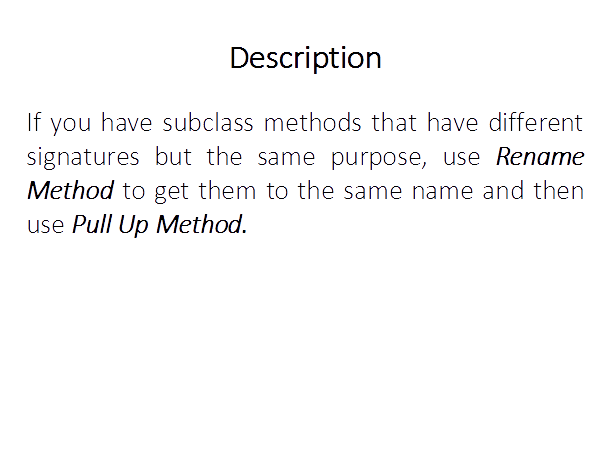 Description
If you have subclass methods that have different
signatures but the same purpose, use Rename
Method to get them to the same name and then
use Pull Up Method.